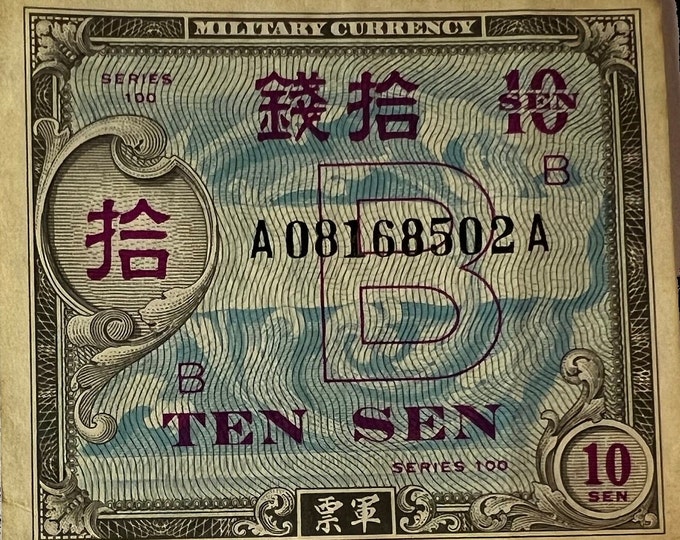 MILITARY CURRENCY
SERIES
100
錢拾
10
SEN
B
拾
B
A08168502A
B
TEN SEN
SERIES 100
10
SEN
票軍